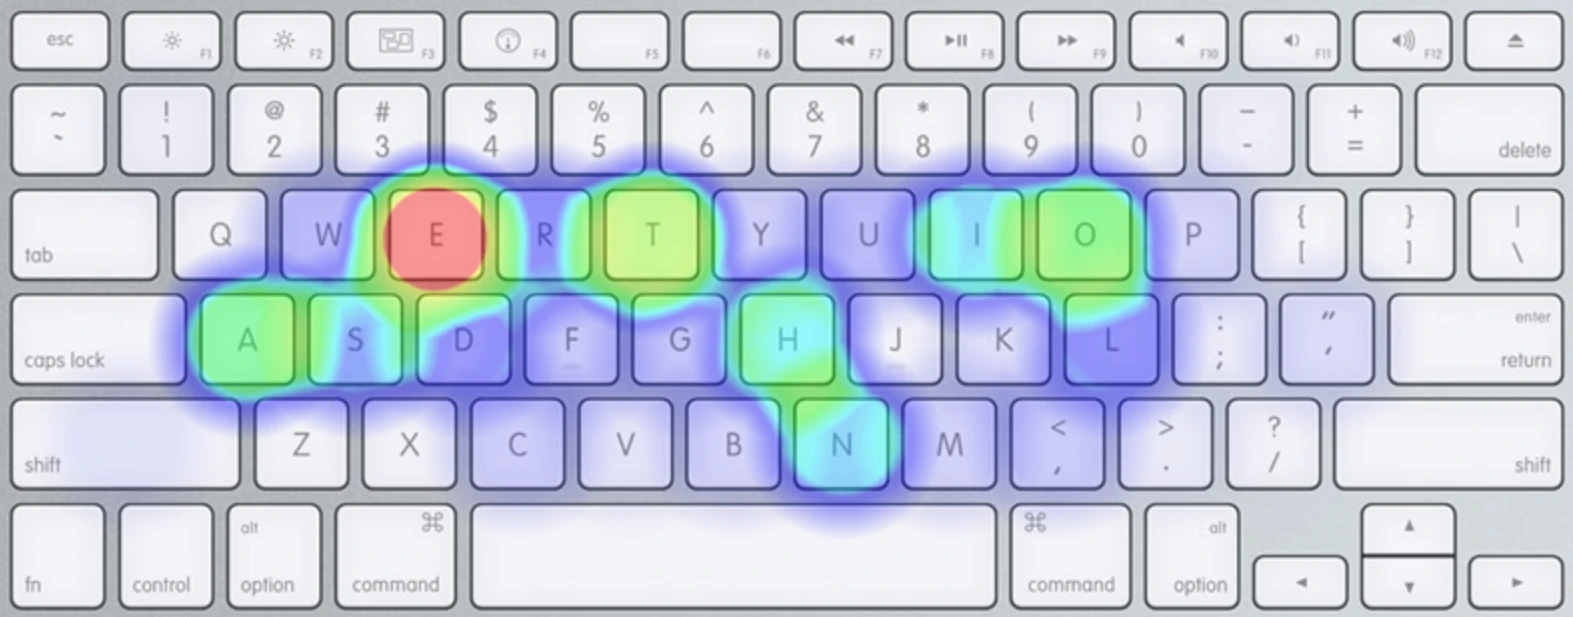 esc F1 F2 F3 F4 F5 F6 F7 F8 F9 F10 F11 F12
~ ! @ # $ % ^ & * ( ) – +
` 1 2 3 4 5 6 7 8 9 0 - = delete
tab Q W E R T Y U I O P { [ } ] | \
caps lock A S D F G H J K L : ; " ' enter return
shift Z X C V B N M < , > . ? / shift
fn control alt option ⌘ command ⌘ command alt option ◀ ▲ ▼ ▶